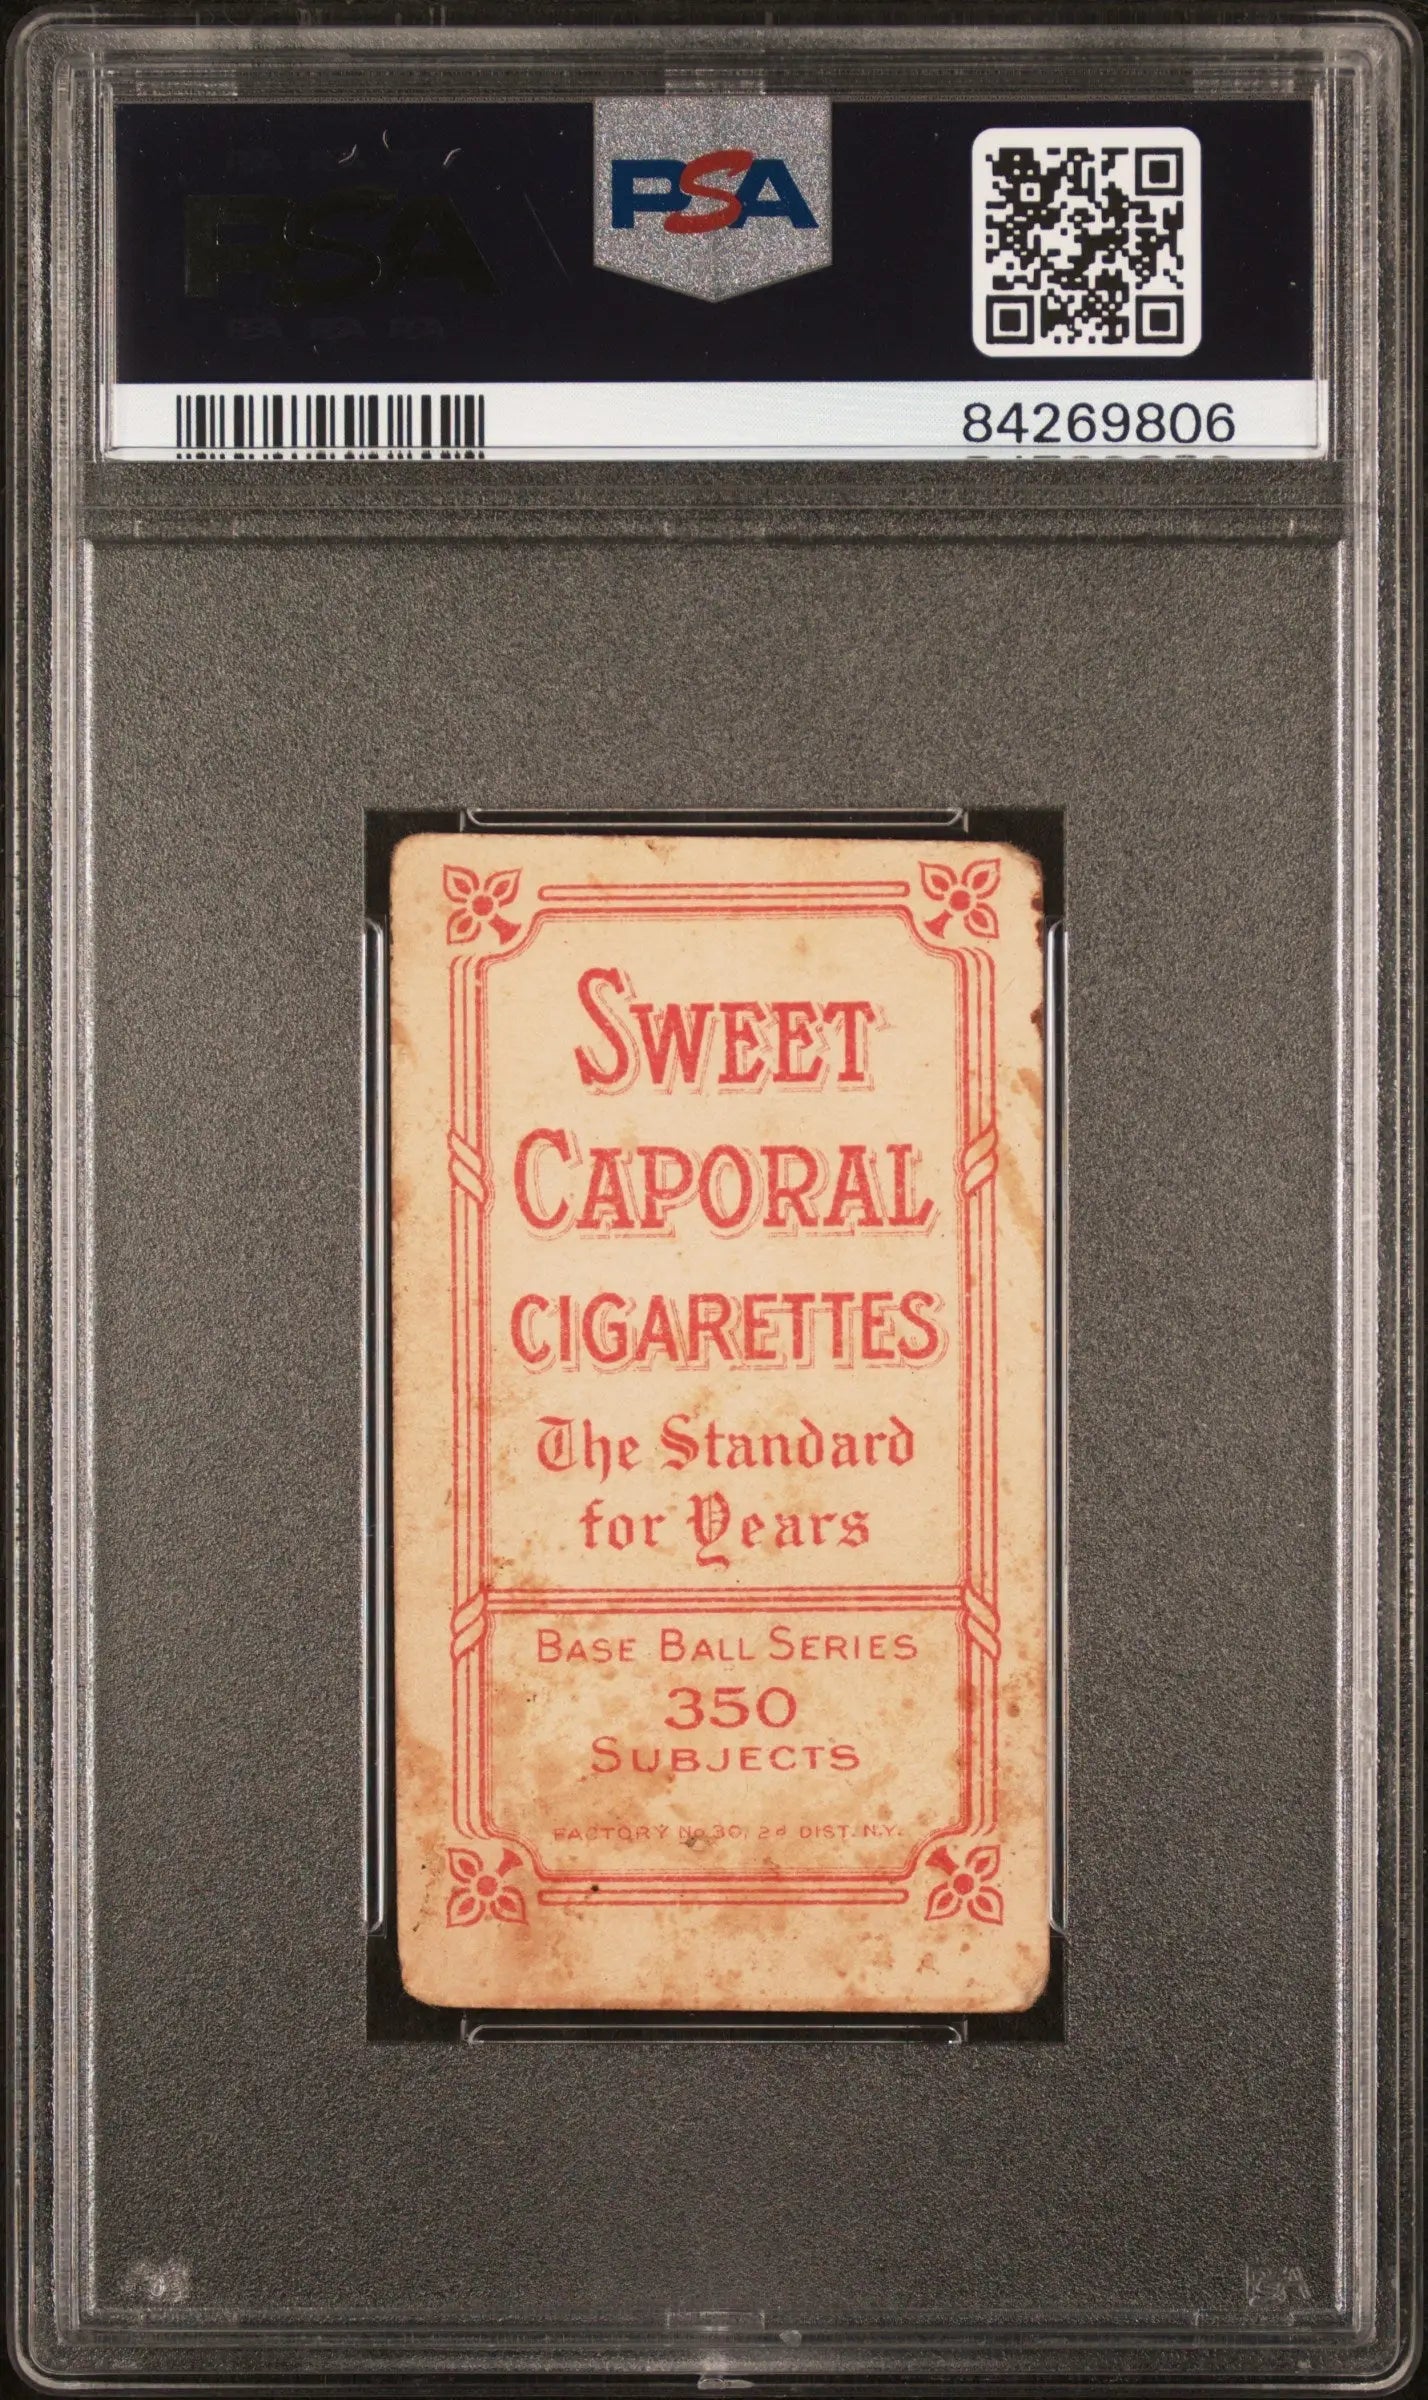 PSA
PSA
84269806
SWEET
CAPORAL
CIGARETTES
The Standard
for Years
BASE BALL SERIES
350
SUBJECTS
FACTORY No 30, 2d DIST. N.Y.